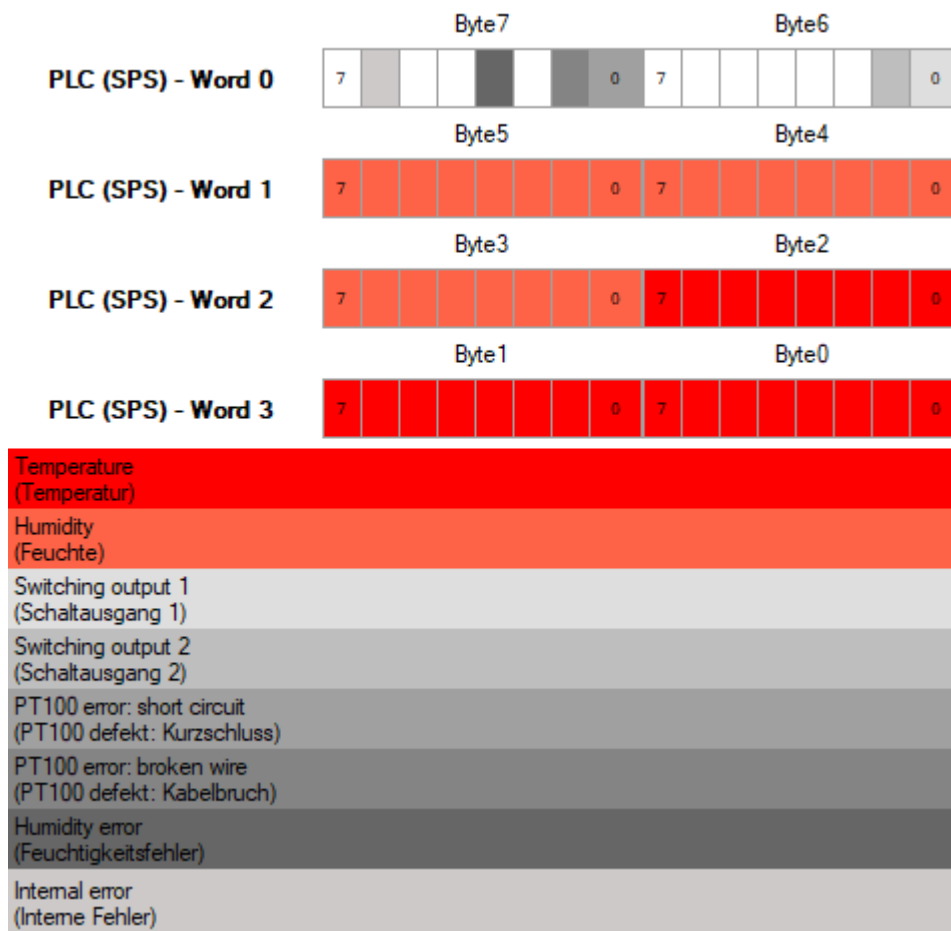 Byte7 Byte6
PLC (SPS) - Word 0 7 0 7 0
Byte5 Byte4
PLC (SPS) - Word 1 7 0 7 0
Byte3 Byte2
PLC (SPS) - Word 2 7 0 7 0
Byte1 Byte0
PLC (SPS) - Word 3 7 0 7 0
Temperature
(Temperatur)
Humidity
(Feuchte)
Switching output 1
(Schaltausgang 1)
Switching output 2
(Schaltausgang 2)
PT100 error: short circuit
(PT100 defekt: Kurzschluss)
PT100 error: broken wire
(PT100 defekt: Kabelbruch)
Humidity error
(Feuchtigkeitsfehler)
Internal error
(Interne Fehler)